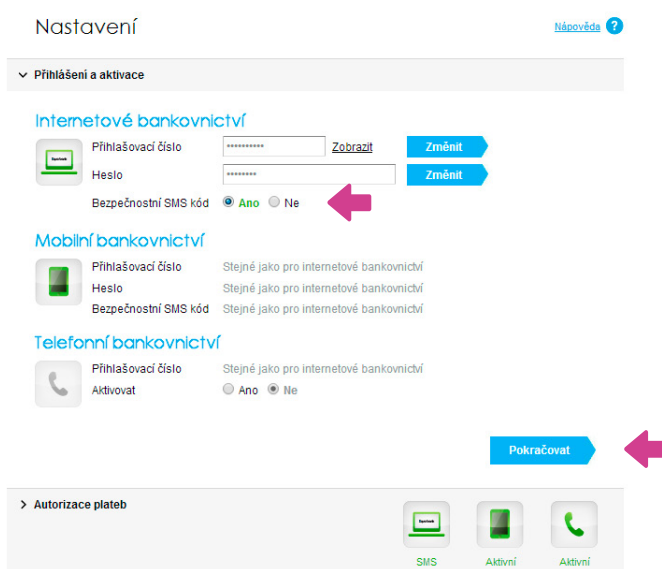 Nastavení
Nápověda ?
Přihlášení a aktivace
Internetové bankovnictví
Přihlašovací číslo •••••••••• Zobrazit Změnit
Heslo •••••••• Změnit
Bezpečnostní SMS kód Ano Ne
Mobilní bankovnictví
Přihlašovací číslo Stejné jako pro internetové bankovnictví
Heslo Stejné jako pro internetové bankovnictví
Bezpečnostní SMS kód Stejné jako pro internetové bankovnictví
Telefonní bankovnictví
Přihlašovací číslo Stejné jako pro internetové bankovnictví
Aktivovat Ano Ne
Pokračovat
Autorizace plateb
SMS Aktivní Aktivní